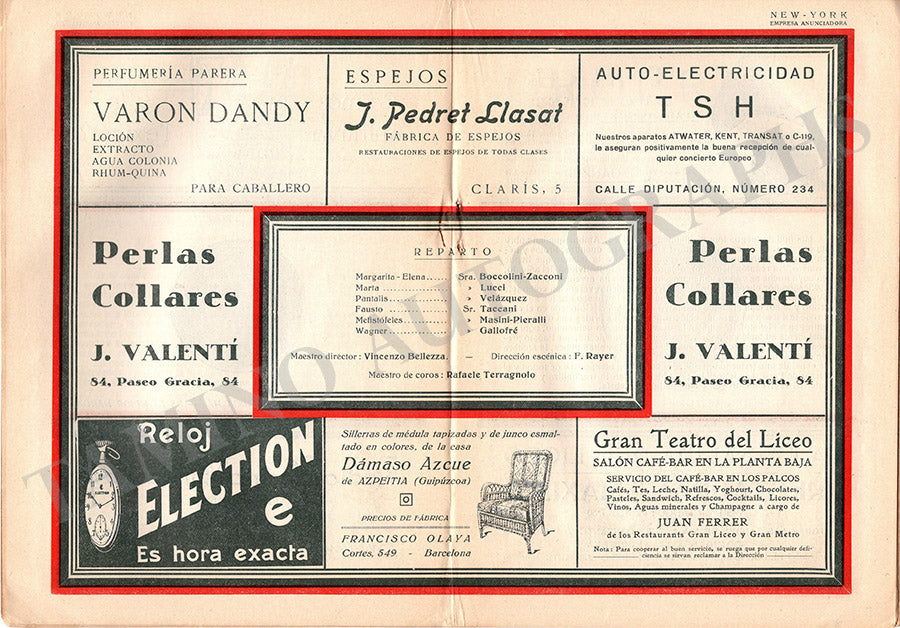 NEW-YORK
EMPRESA ANUNCIADORA
PERFUMERÍA PARERA
VARON DANDY
LOCIÓN
EXTRACTO
AGUA COLONIA
RHUM-QUINA
PARA CABALLERO
ESPEJOS
J. Pedret Llasat
FÁBRICA DE ESPEJOS
RESTAURACIONES DE ESPEJOS DE TODAS CLASES
CLARÍS, 5
AUTO-ELECTRICIDAD
TSH
Nuestros aparatos ATWATER, KENT, TRANSAT o C-119,
le aseguran positivamente la buena recepción de cual-
quier concierto Europeo
CALLE DIPUTACIÓN, NÚMERO 234
Perlas
Collares
J. VALENTÍ
84, Paseo Gracia, 84
REPARTO
Margarita-Elena...... Sra. Boccolini-Zacconi
Marta ................ » Lucci
Pantalis................ » Velázquez
Fausto ................ Sr. Taccani
Mefistófeles........... » Masini-Pieralli
Wagner................ » Gallofré
Maestro director: Vincenzo Bellezza. — Dirección escénica: F. Rayer
Maestro de coros: Rafaele Terragnolo
Perlas
Collares
J. VALENTÍ
84, Paseo Gracia, 84
Reloj
ELECTION
e
Es hora exacta
Sillerías de médula tapizadas y de junco esmal-
tado en colores, de la casa
Dámaso Azcue
de AZPEITIA (Guipúzcoa)
PRECIOS DE FÁBRICA
FRANCISCO OLAYA
Cortes, 549 - Barcelona
Gran Teatro del Liceo
SALÓN CAFÉ-BAR EN LA PLANTA BAJA
SERVICIO DEL CAFÉ-BAR EN LOS PALCOS
Cafés, Tes, Leche, Natilla, Yoghourt, Chocolates,
Pasteles, Sandwich, Refrescos, Cocktails, Licores,
Vinos, Aguas minerales y Champagne a cargo de
JUAN FERRER
de los Restaurants Gran Liceo y Gran Metro
Nota: Para cooperar al buen servicio, se ruega que por cualquier defi-
ciencia se sirvan reclamar a la Dirección
TAMINO AUTOGRAPHS